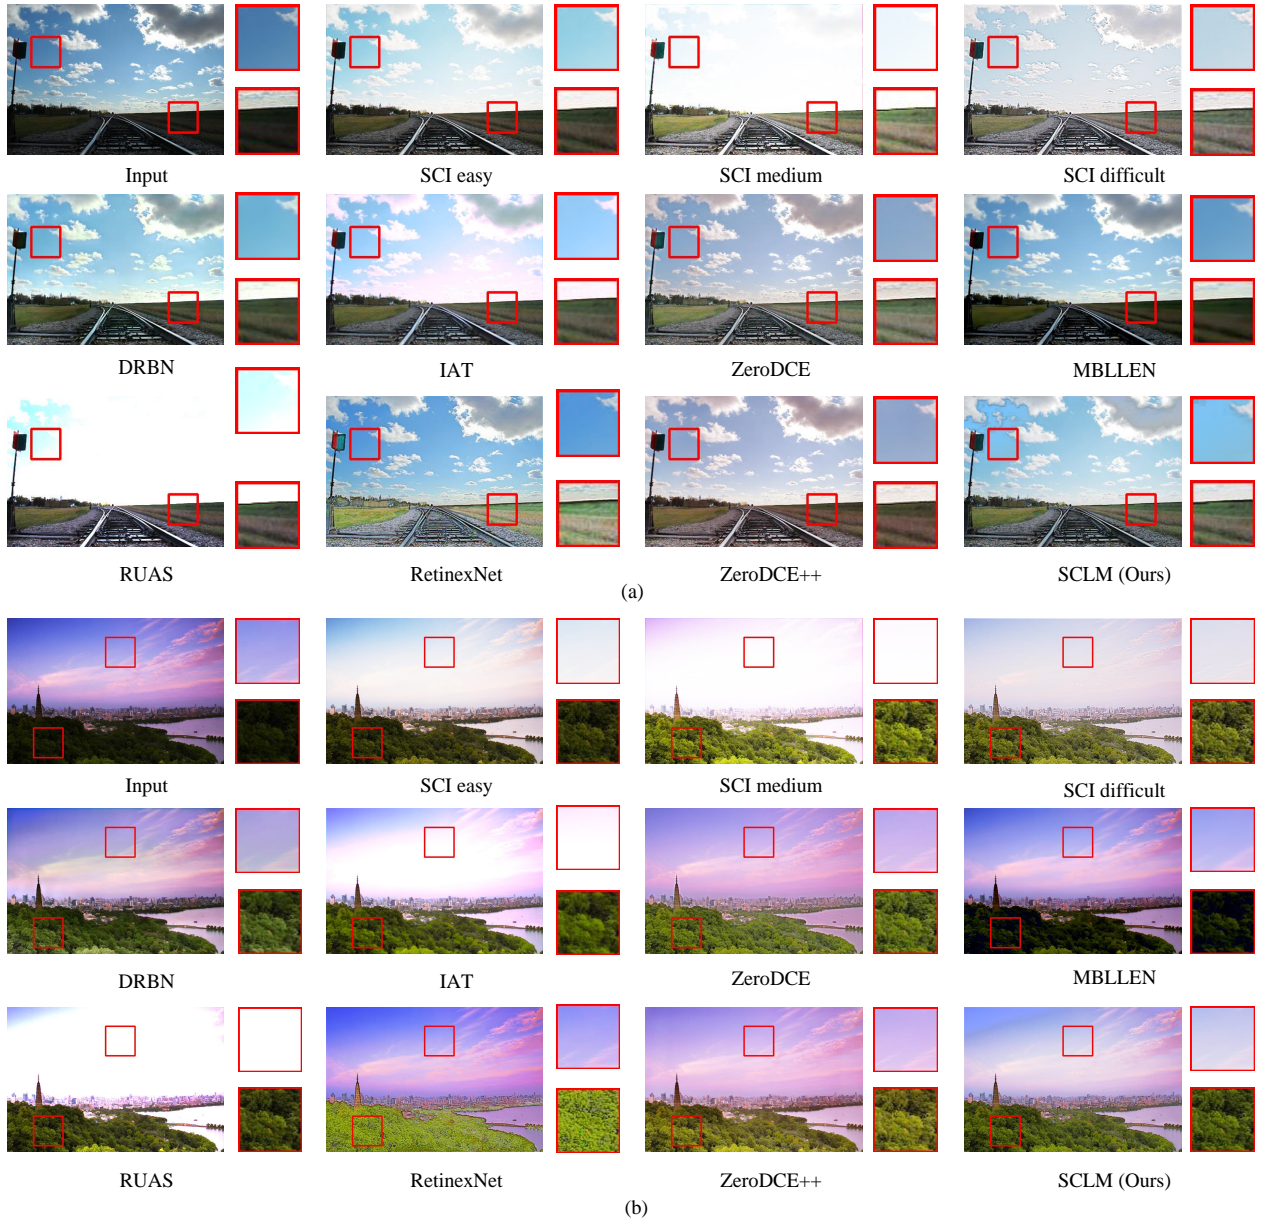 Input
SCI easy
SCI medium
SCI difficult
DRBN
IAT
ZeroDCE
MBLLEN
RUAS
RetinexNet
ZeroDCE++
SCLM (Ours)
(a)
Input
SCI easy
SCI medium
SCI difficult
DRBN
IAT
ZeroDCE
MBLLEN
RUAS
RetinexNet
ZeroDCE++
SCLM (Ours)
(b)